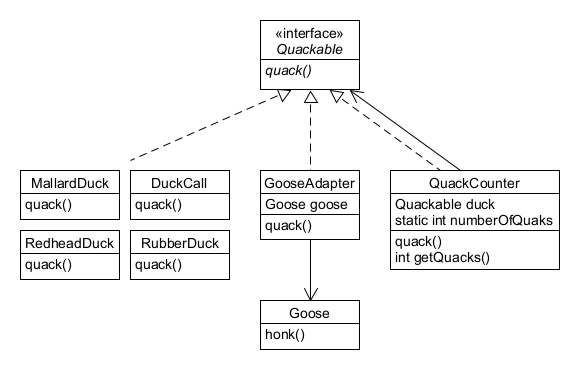 «interface»
Quackable
quack()
MallardDuck
quack()
DuckCall
quack()
RedheadDuck
quack()
RubberDuck
quack()
GooseAdapter
Goose goose
quack()
QuackCounter
Quackable duck
static int numberOfQuaks
quack()
int getQuacks()
Goose
honk()